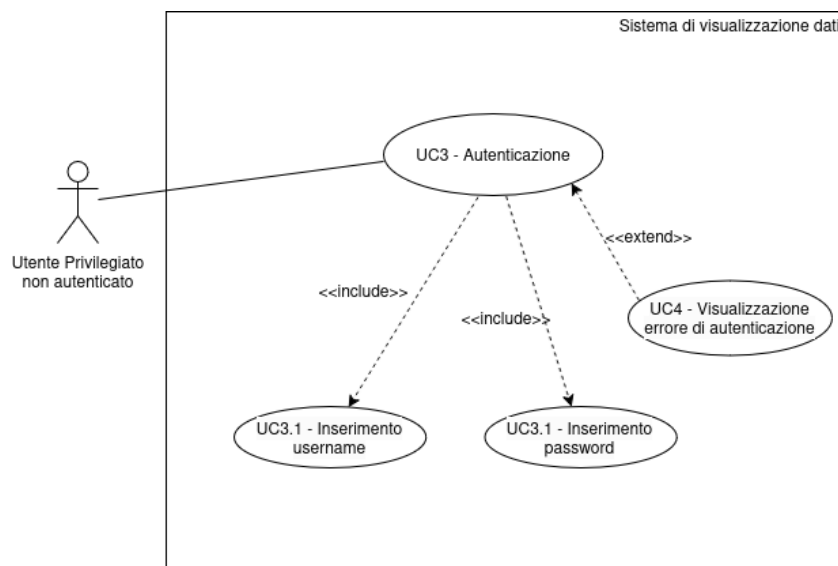 Sistema di visualizzazione dati
UC3 - Autenticazione
<<extend>>
Utente Privilegiato
non autenticato
<<include>>
<<include>>
UC4 - Visualizzazione
errore di autenticazione
UC3.1 - Inserimento
username
UC3.1 - Inserimento
password